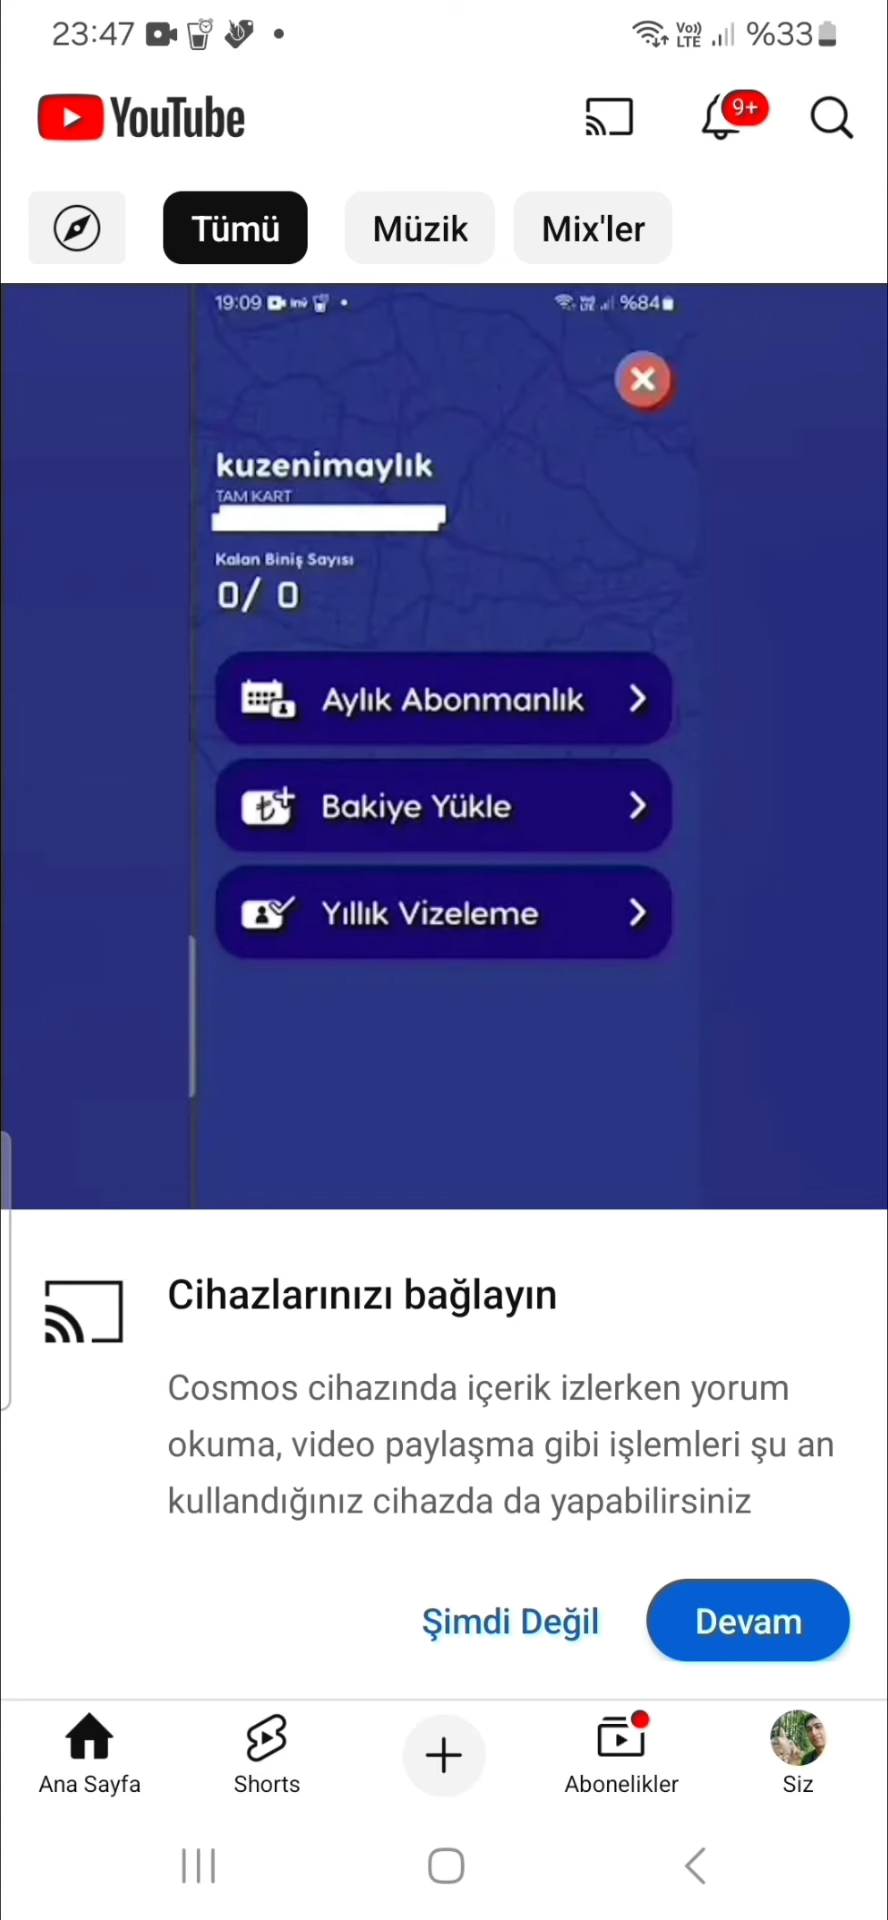 23:47 Vo)) LTE %33
YouTube 9+
Tümü Müzik Mix'ler
19:09 %84
kuzenimaylık
TAM KART
Kalan Biniş Sayısı
0/ 0
Aylık Abonmanlık
Bakiye Yükle
Yıllık Vizeleme
Cihazlarınızı bağlayın
Cosmos cihazında içerik izlerken yorum
okuma, video paylaşma gibi işlemleri şu an
kullandığınız cihazda da yapabilirsiniz
Şimdi Değil Devam
Ana Sayfa Shorts Abonelikler Siz